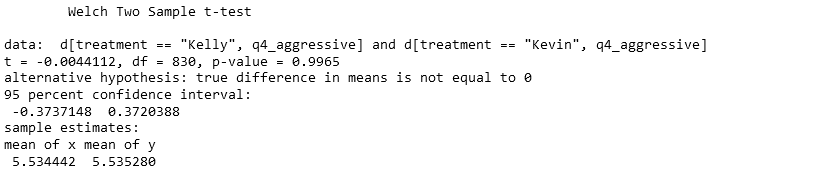 Welch Two Sample t-test
data:  d[treatment == "Kelly", q4_aggressive] and d[treatment == "Kevin", q4_aggressive]
t = -0.0044112, df = 830, p-value = 0.9965
alternative hypothesis: true difference in means is not equal to 0
95 percent confidence interval:
 -0.3737148  0.3720388
sample estimates:
mean of x mean of y
 5.534442  5.535280